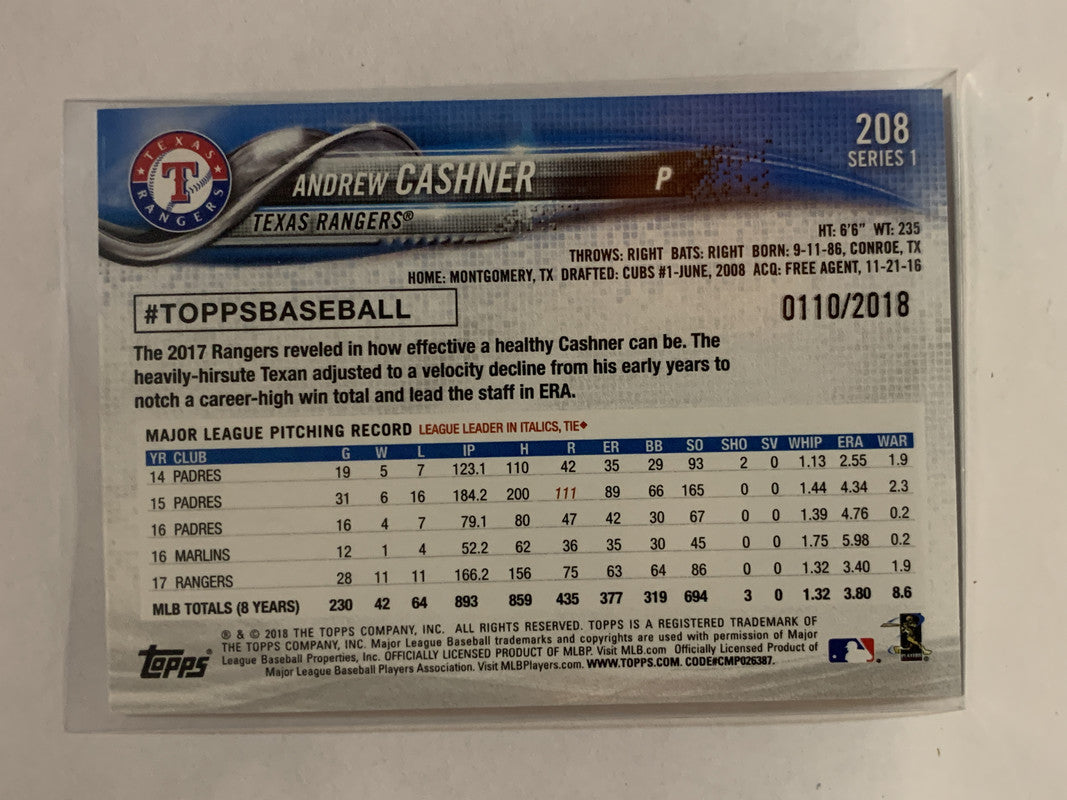 208
SERIES 1
TEXAS
T
RANGERS
ANDREW CASHNER P
TEXAS RANGERS®
HT: 6'6" WT: 235
THROWS: RIGHT BATS: RIGHT BORN: 9-11-86, CONROE, TX
HOME: MONTGOMERY, TX DRAFTED: CUBS #1-JUNE, 2008 ACQ: FREE AGENT, 11-21-16
#TOPPSBASEBALL
0110/2018
The 2017 Rangers reveled in how effective a healthy Cashner can be. The
heavily-hirsute Texan adjusted to a velocity decline from his early years to
notch a career-high win total and lead the staff in ERA.
MAJOR LEAGUE PITCHING RECORD LEAGUE LEADER IN ITALICS, TIE♦
YR CLUB G W L IP H R ER BB SO SHO SV WHIP ERA WAR
14 PADRES 19 5 7 123.1 110 42 35 29 93 2 0 1.13 2.55 1.9
15 PADRES 31 6 16 184.2 200 111 89 66 165 0 0 1.44 4.34 2.3
16 PADRES 16 4 7 79.1 80 47 42 30 67 0 0 1.39 4.76 0.2
16 MARLINS 12 1 4 52.2 62 36 35 30 45 0 0 1.75 5.98 0.2
17 RANGERS 28 11 11 166.2 156 75 63 64 86 0 0 1.32 3.40 1.9
MLB TOTALS (8 YEARS) 230 42 64 893 859 435 377 319 694 3 0 1.32 3.80 8.6
® & © 2018 THE TOPPS COMPANY, INC. ALL RIGHTS RESERVED. TOPPS IS A REGISTERED TRADEMARK OF
THE TOPPS COMPANY, INC. Major League Baseball trademarks and copyrights are used with permission of Major
League Baseball Properties, Inc. OFFICIALLY LICENSED PRODUCT OF MLBP. Visit MLB.com Officially Licensed Product of
Major League Baseball Players Association. Visit MLBPlayers.com. WWW.TOPPS.COM. CODE#CMP026387.
Topps®